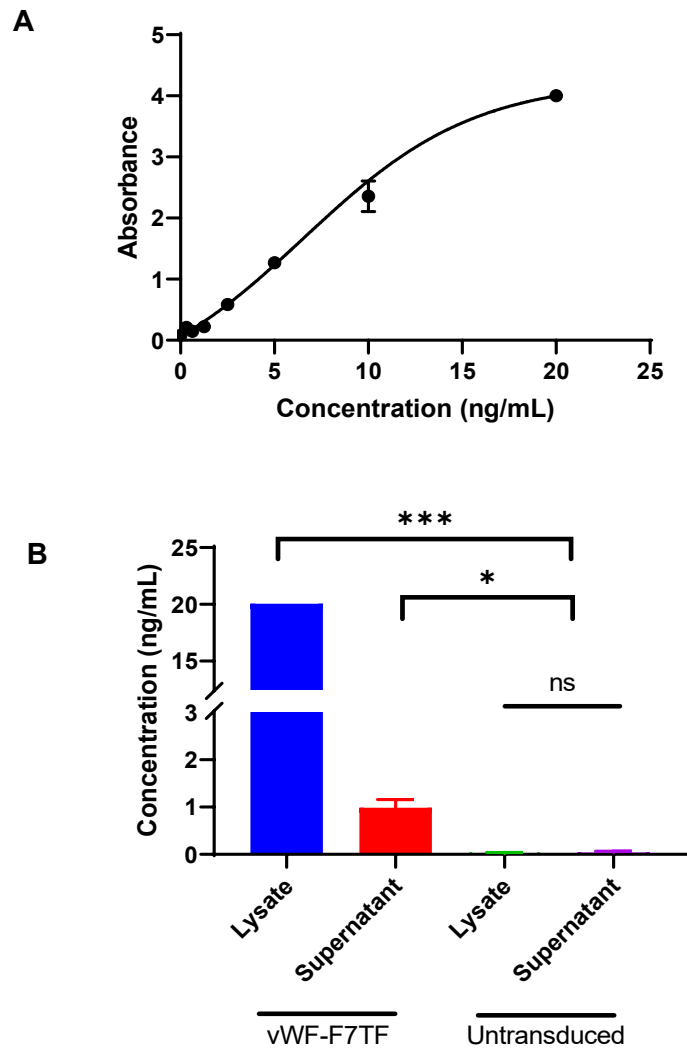 A
5
4
3
2
1
0
Absorbance
0 5 10 15 20 25
Concentration (ng/mL)
B
***
*
ns
25
20
15
3
2
1
0
Concentration (ng/mL)
Lysate Supernatant Lysate Supernatant
vWF-F7TF Untransduced